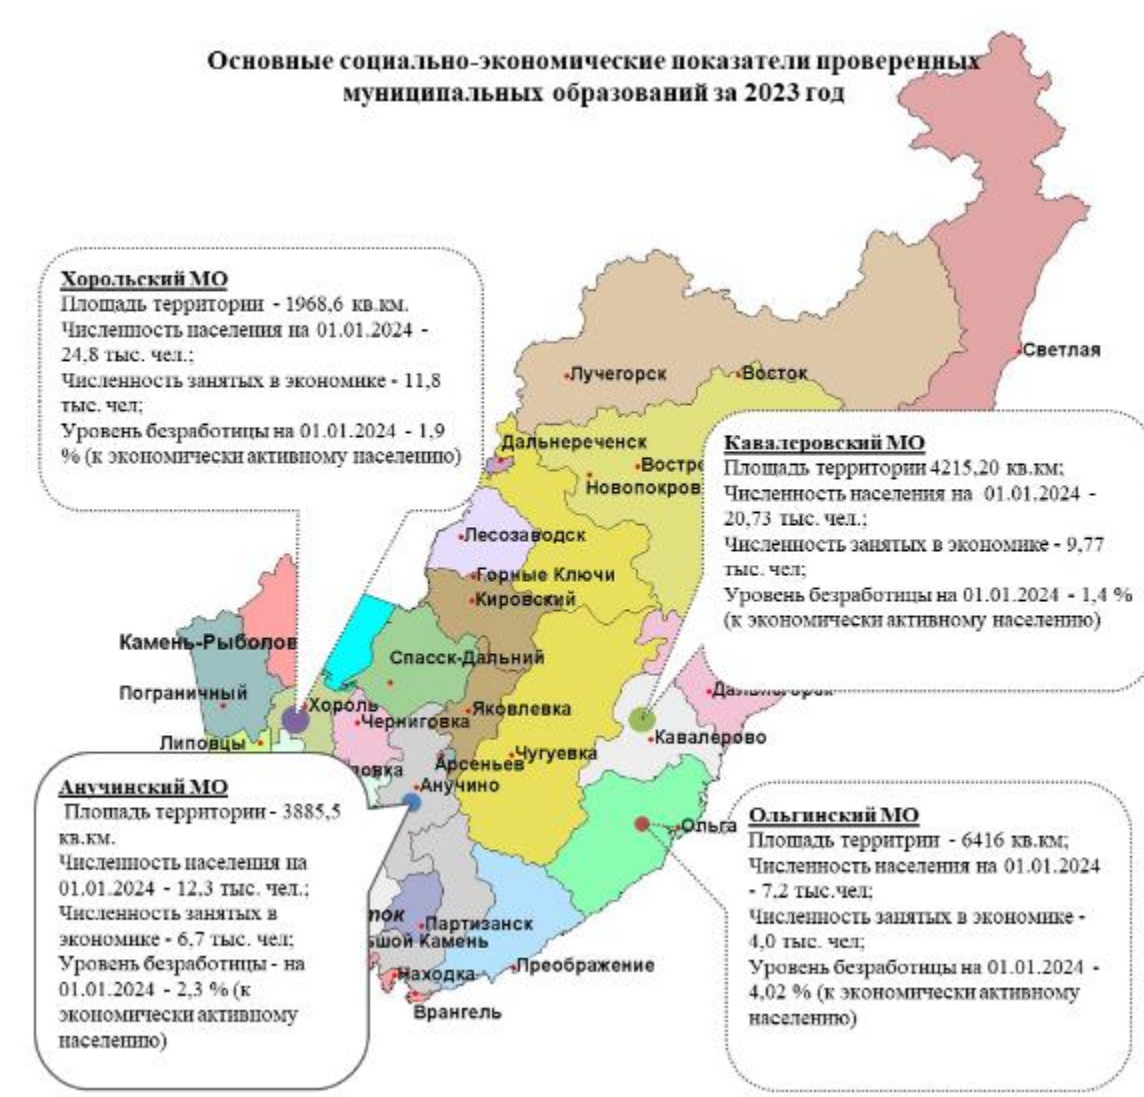 Основные социально-экономические показатели проверенных
муниципальных образований за 2023 год
Хорольский МО
Площадь территории - 1968,6 кв.км.
Численность населения на 01.01.2024 -
24,8 тыс. чел.;
Численность занятых в экономике - 11,8
тыс. чел;
Уровень безработицы на 01.01.2024 - 1,9
% (к экономически активному населению)
Светлая
Лучегорск
Восток
Дальнереченск
Востре
Новопокров
Кавалеровский МО
Площадь территории 4215,20 кв.км;
Численность населения на 01.01.2024 -
20,73 тыс. чел.;
Численность занятых в экономике - 9,77
тыс. чел;
Уровень безработицы на 01.01.2024 - 1,4 %
(к экономически активному населению)
Лесозаводск
Горные Ключи
Кировский
Камень-Рыболов
Спасск-Дальний
Пограничный
Хороль
Яковлевка
Черниговка
Липовцы
Кавалерово
Чугуевка
Арсеньев
ловка
Анучино
Анучинский МО
Площадь территории - 3885,5
кв.км.
Численность населения на
01.01.2024 - 12,3 тыс. чел.;
Численность занятых в
экономике - 6,7 тыс. чел;
Уровень безработицы - на
01.01.2024 - 2,3 % (к
экономически активному
населению)
Ольга
Ольгинский МО
Площадь территрии - 6416 кв.км;
Численность населения на 01.01.2024
- 7,2 тыс.чел;
Численность занятых в экономике -
4,0 тыс. чел;
Уровень безработицы на 01.01.2024 -
4,02 % (к экономически активному
населению)
ток
Партизанск
ьшой Камень
Находка
Преображение
Врангель